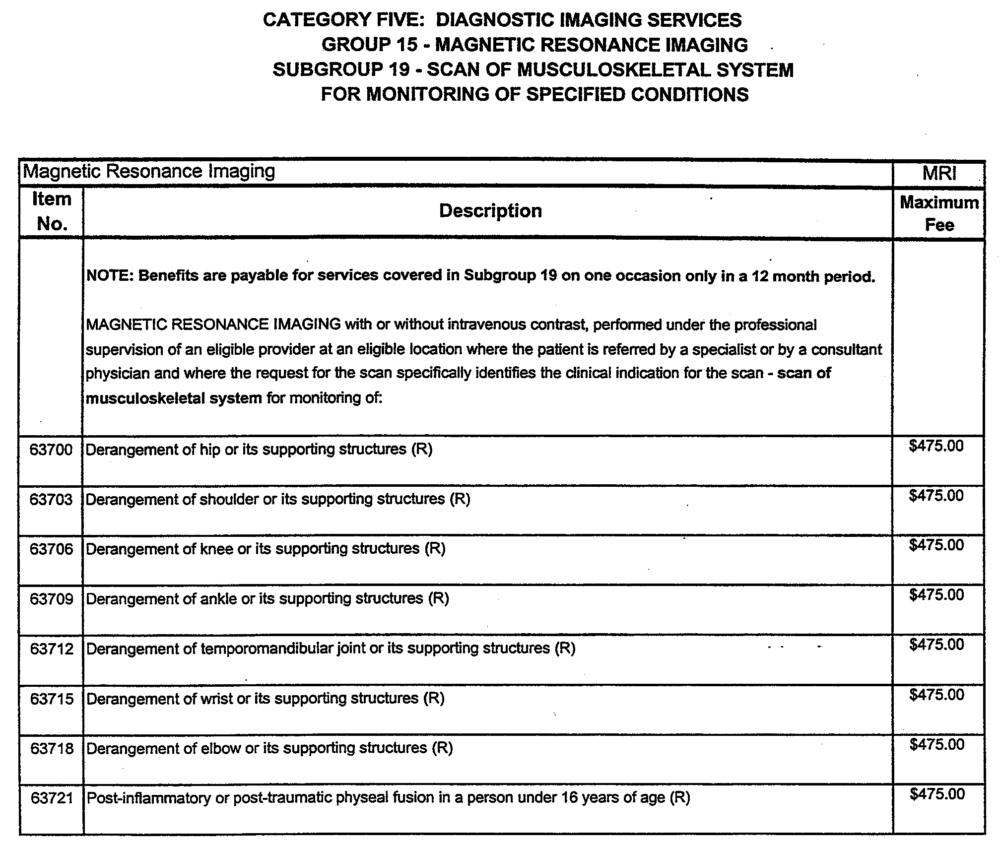 CATEGORY FIVE: DIAGNOSTIC IMAGING SERVICES
GROUP 15 - MAGNETIC RESONANCE IMAGING
SUBGROUP 19 - SCAN OF MUSCULOSKELETAL SYSTEM
FOR MONITORING OF SPECIFIED CONDITIONS
Magnetic Resonance Imaging MRI
Item No. Description Maximum Fee
NOTE: Benefits are payable for services covered in Subgroup 19 on one occasion only in a 12 month period.
MAGNETIC RESONANCE IMAGING with or without intravenous contrast, performed under the professional
supervision of an eligible provider at an eligible location where the patient is referred by a specialist or by a consultant
physician and where the request for the scan specifically identifies the clinical indication for the scan - scan of
musculoskeletal system for monitoring of:
63700 Derangement of hip or its supporting structures (R) $475.00
63703 Derangement of shoulder or its supporting structures (R) $475.00
63706 Derangement of knee or its supporting structures (R) $475.00
63709 Derangement of ankle or its supporting structures (R) $475.00
63712 Derangement of temporomandibular joint or its supporting structures (R) $475.00
63715 Derangement of wrist or its supporting structures (R) $475.00
63718 Derangement of elbow or its supporting structures (R) $475.00
63721 Post-inflammatory or post-traumatic physeal fusion in a person under 16 years of age (R) $475.00